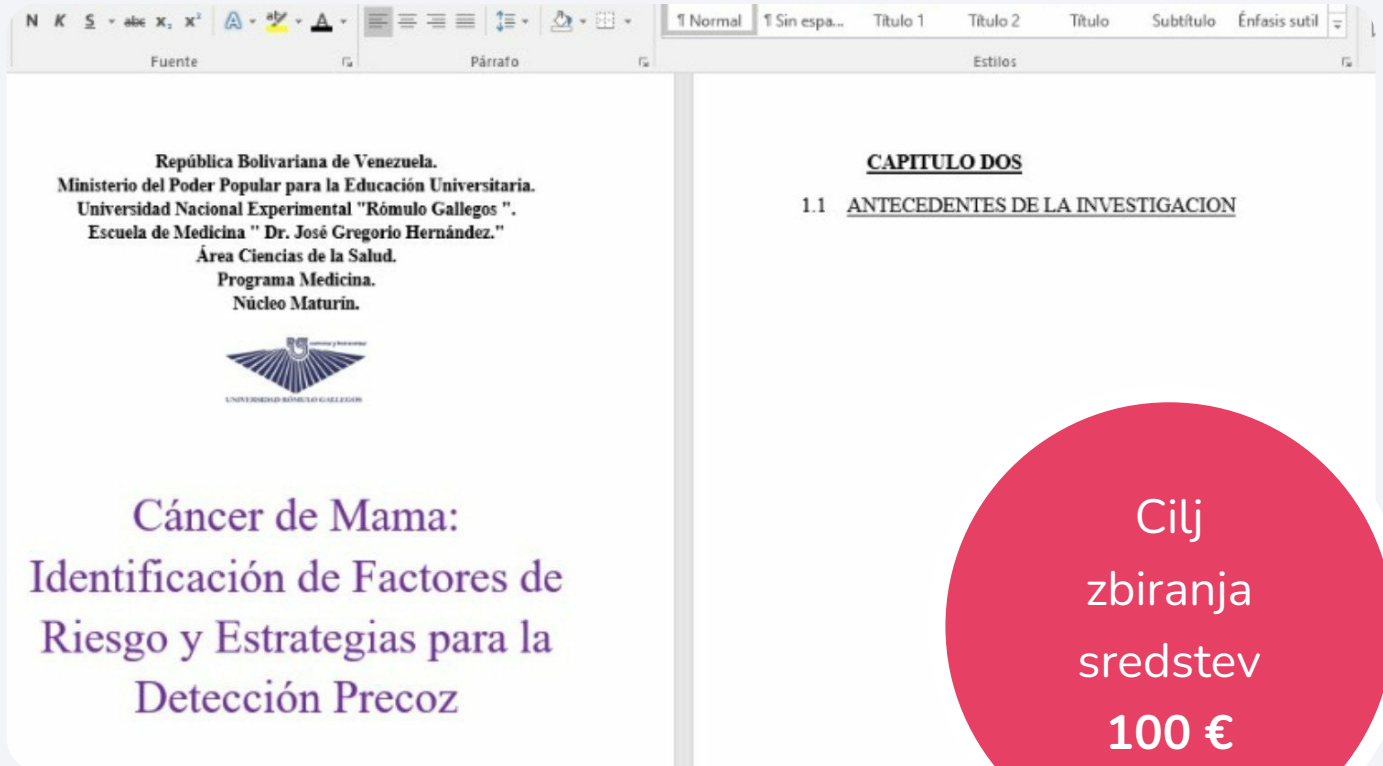 N K S abc x₂ x² A ab A
¶ Normal ¶ Sin espa... Título 1 Título 2 Título Subtítulo Énfasis sutil
Fuente Párrafo Estilos
República Bolivariana de Venezuela.
Ministerio del Poder Popular para la Educación Universitaria.
Universidad Nacional Experimental "Rómulo Gallegos ".
Escuela de Medicina " Dr. José Gregorio Hernández."
Área Ciencias de la Salud.
Programa Medicina.
Núcleo Maturín.
UNIVERSIDAD RÓMULO GALLEGOS
Cáncer de Mama:
Identificación de Factores de
Riesgo y Estrategias para la
Detección Precoz
CAPITULO DOS
1.1 ANTECEDENTES DE LA INVESTIGACION
Cilj
zbiranja
sredstev
100 €